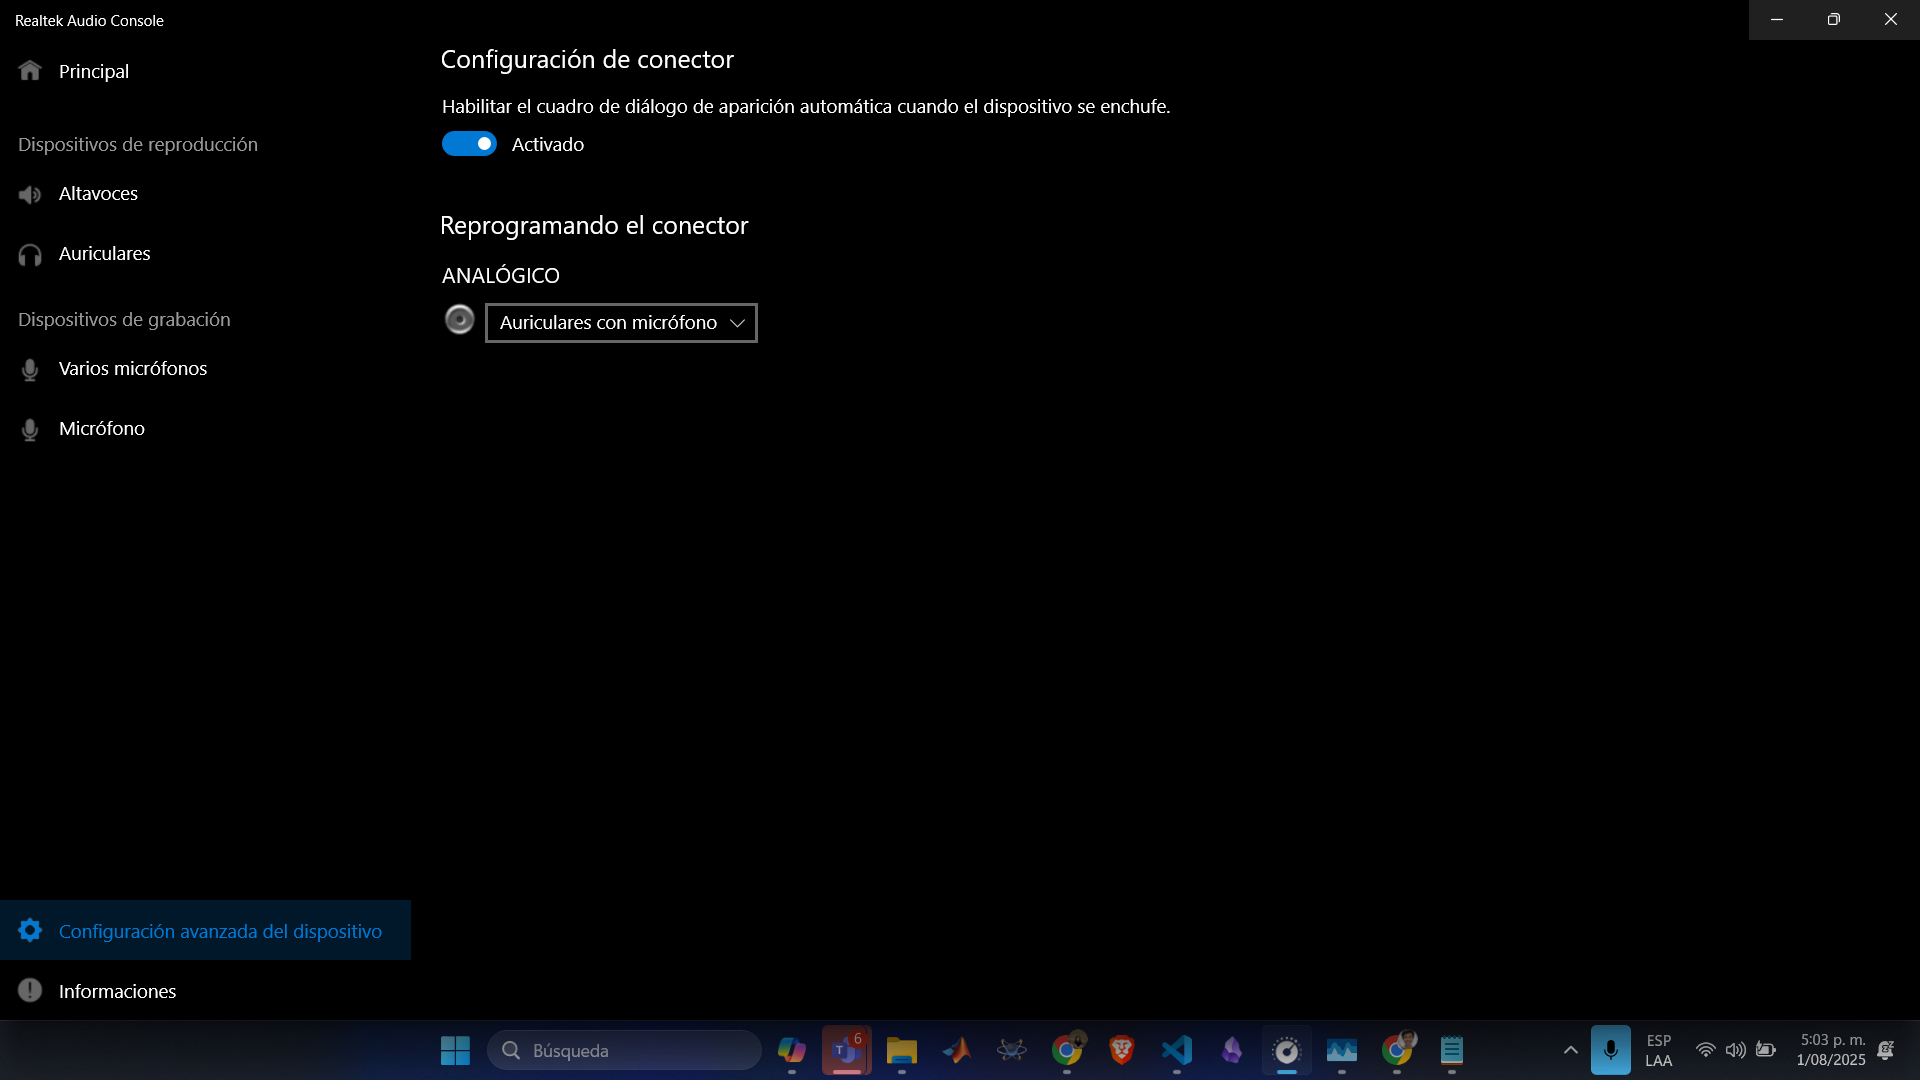 Realtek Audio Console
Principal
Dispositivos de reproducción
Altavoces
Auriculares
Dispositivos de grabación
Varios micrófonos
Micrófono
Configuración avanzada del dispositivo
Informaciones
Configuración de conector
Habilitar el cuadro de diálogo de aparición automática cuando el dispositivo se enchufe.
Activado
Reprogramando el conector
ANALÓGICO
Auriculares con micrófono
Búsqueda
6
T
ESP
LAA
5:03 p. m.
1/08/2025